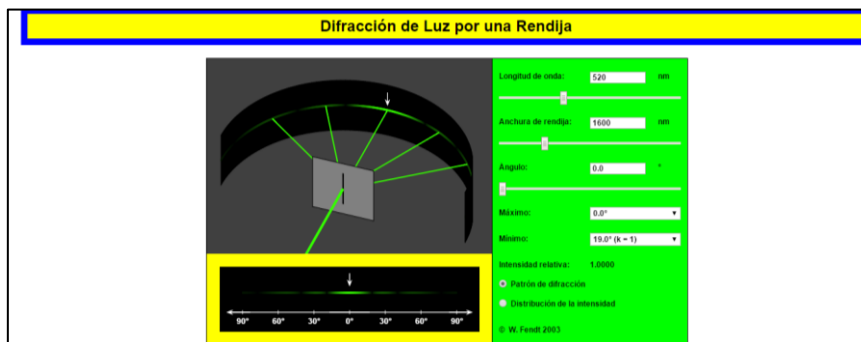 Difracción de Luz por una Rendija
Longitud de onda: 520 nm
Anchura de rendija: 1600 nm
Angulo: 0.0 °
Máximo: 0.0°
Mínimo: 19.0° (k = 1)
Intensidad relativa: 1.0000
Patrón de difracción
Distribución de la intensidad
© W. Fendt 2003
90° 60° 30° 0° 30° 60° 90°